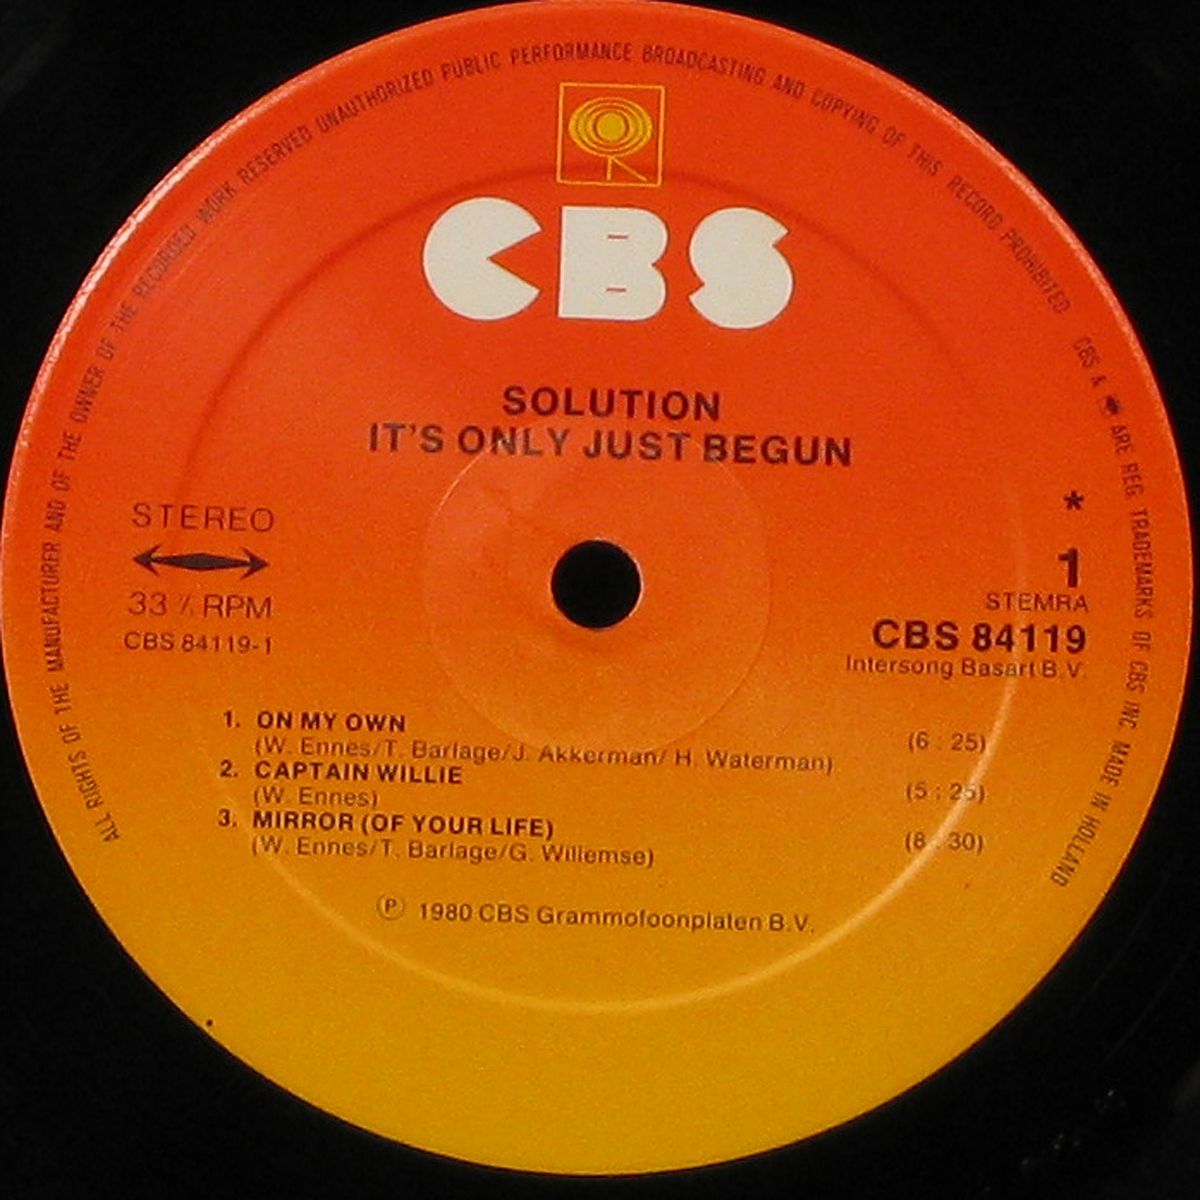 ALL RIGHTS OF THE MANUFACTURER AND OF THE OWNER OF THE RECORDED WORK RESERVED UNAUTHORIZED PUBLIC PERFORMANCE BROADCASTING AND COPYING OF THIS RECORD PROHIBITED CBS & ARE REG. TRADEMARKS OF CBS INC. MADE IN HOLLAND
CBS
SOLUTION
IT'S ONLY JUST BEGUN
STEREO
33 ⅓ RPM
CBS 84119-1
*
1
STEMRA
CBS 84119
Intersong Basart B.V.
1. ON MY OWN (6 : 25)
(W. Ennes/T. Barlage/J. Akkerman/ H. Waterman)
2. CAPTAIN WILLIE (5 : 25)
(W. Ennes)
3. MIRROR (OF YOUR LIFE) (8 : 30)
(W. Ennes/T. Barlage/G. Willemse)
Ⓟ 1980 CBS Grammofoonplaten B.V.